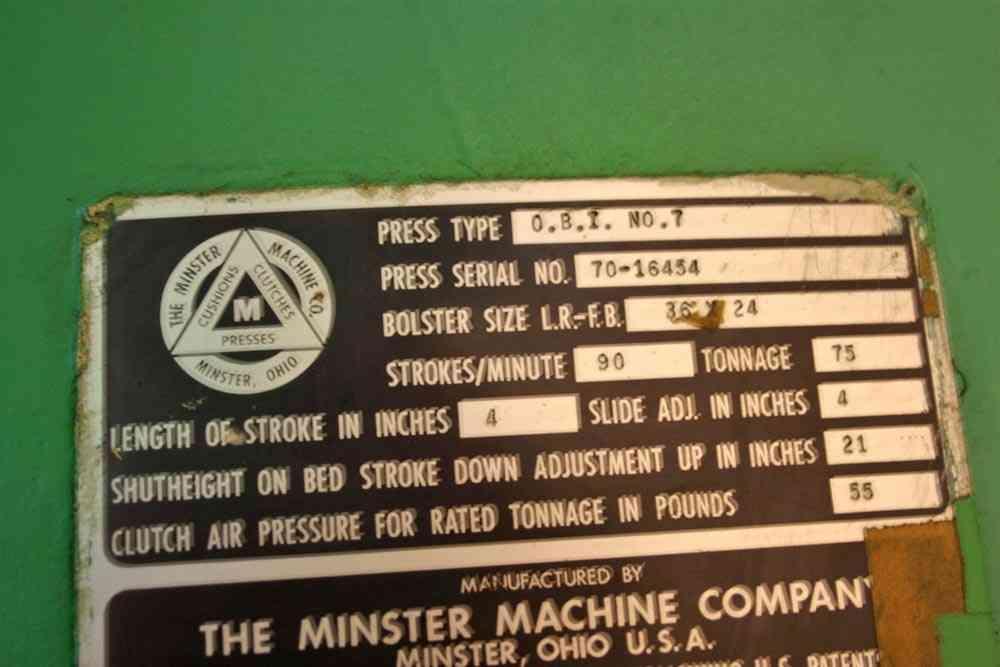 THE MINSTER MACHINE CO.
CUSHIONS CLUTCHES
M
PRESSES
MINSTER, OHIO
PRESS TYPE O.B.I. NO.7
PRESS SERIAL NO. 70-16454
BOLSTER SIZE L.R.-F.B. 36 X 24
STROKES/MINUTE 90 TONNAGE 75
LENGTH OF STROKE IN INCHES 4 SLIDE ADJ. IN INCHES 4
SHUTHEIGHT ON BED STROKE DOWN ADJUSTMENT UP IN INCHES 21
CLUTCH AIR PRESSURE FOR RATED TONNAGE IN POUNDS 55
MANUFACTURED BY
THE MINSTER MACHINE COMPANY
MINSTER, OHIO U.S.A.
U.S. PATENT